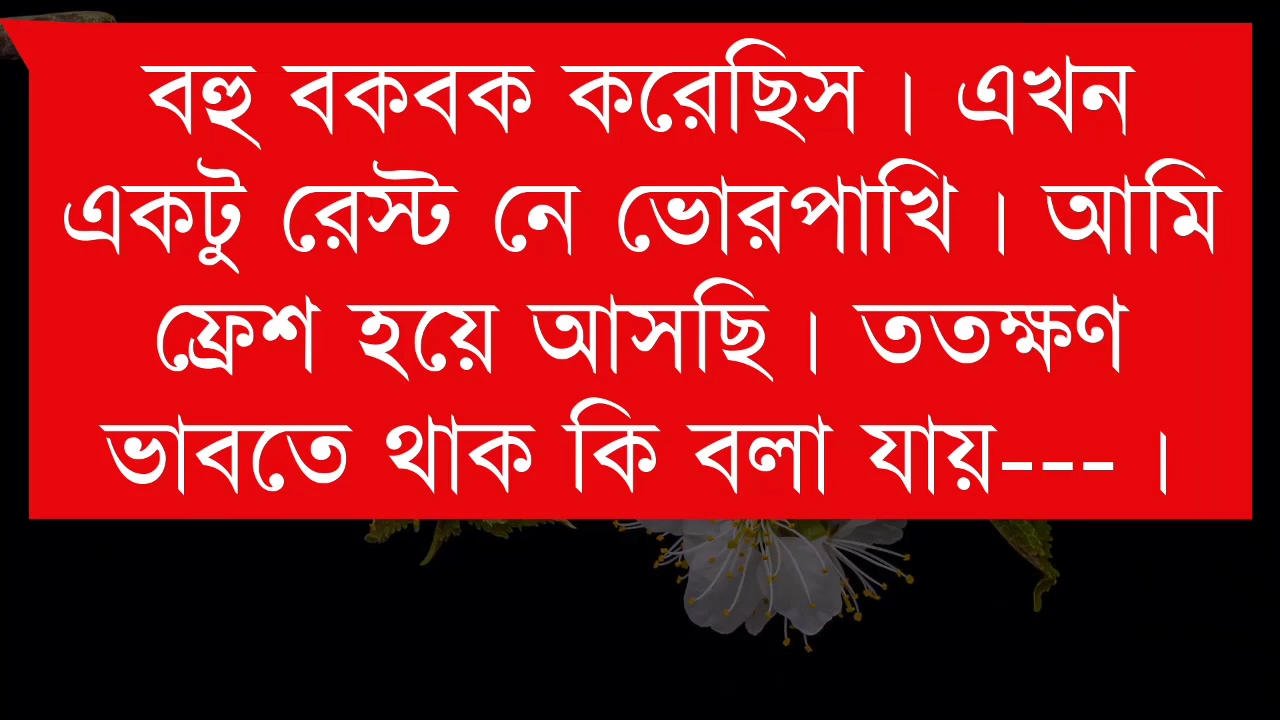 বহু বকবক করেছিস । এখন
একটু রেস্ট নে ভোরপাখি । আমি
ফ্রেশ হয়ে আসছি । ততক্ষণ
ভাবতে থাক কি বলা যায়--- ।